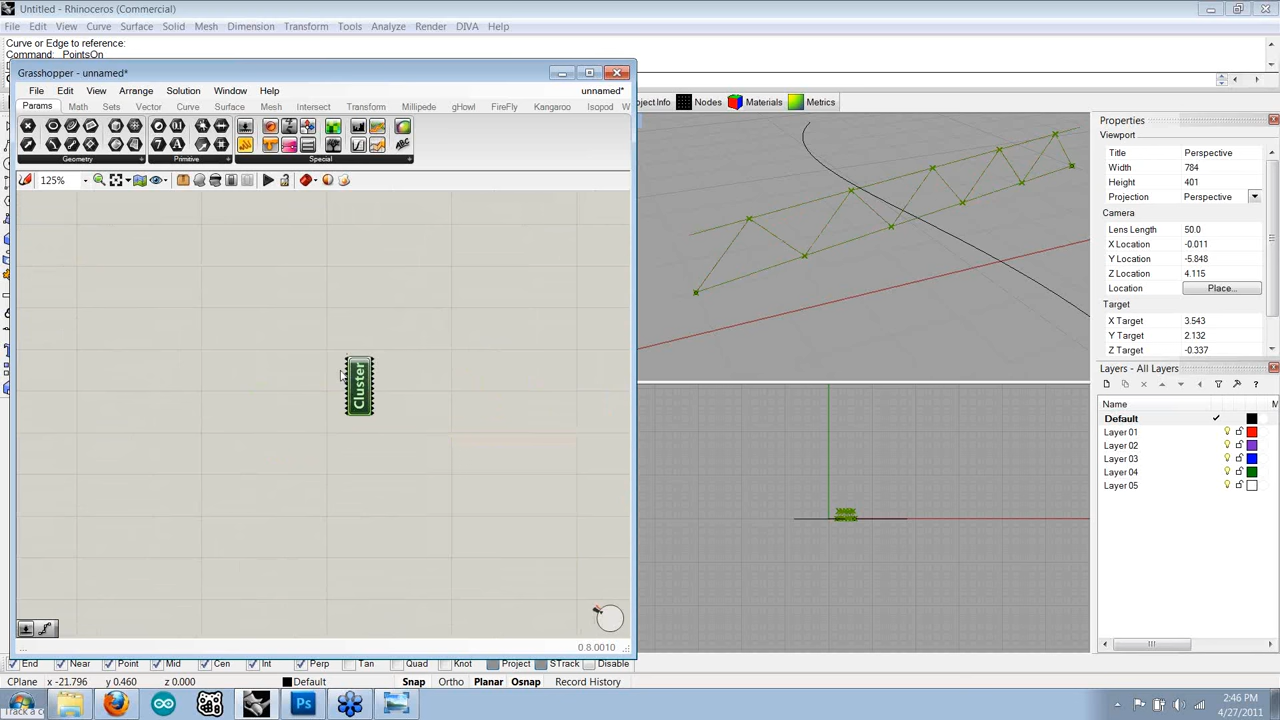 Untitled - Rhinoceros (Commercial)
File Edit View Curve Surface Solid Mesh Dimension Transform Tools Analyze Render DIVA Help
Curve or Edge to reference:
Command: PointsOn
Grasshopper - unnamed*
File Edit View Arrange Solution Window Help unnamed*
Params Math Sets Vector Curve Surface Mesh Intersect Transform Millipede gHowl FireFly Kangaroo Isopod W
Geometry Primitive Special
125%
Cluster
...
0.8.0010
oject Info Nodes Materials Metrics
Properties
Viewport
Title Perspective
Width 784
Height 401
Projection Perspective
Camera
Lens Length 50.0
X Location -0.011
Y Location -5.848
Z Location 4.115
Location Place...
Target
X Target 3.543
Y Target 2.132
Z Target -0.337
Layers - All Layers
Name M
Default
Layer 01
Layer 02
Layer 03
Layer 04
Layer 05
End Near Point Mid Cen Int Perp Tan Quad Knot Project STrack Disable
CPlane x -21.796 y 0.460 z 0.000 Default Snap Ortho Planar Osnap Record History
Track a c
Ps
2:46 PM
4/27/2011